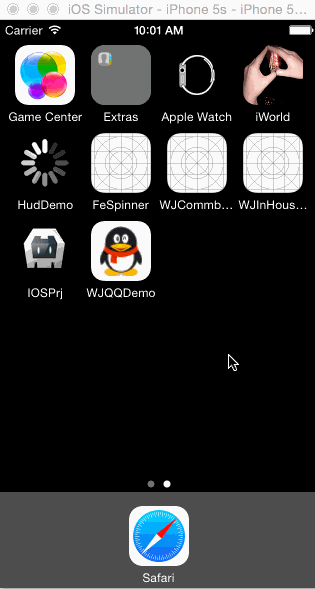 iOS Simulator - iPhone 5s - iPhone 5...
Carrier 10:01 AM
Game Center Extras Apple Watch iWorld
HudDemo FeSpinner WJCommb... WJInHous...
IOSPrj WJQQDemo
Safari